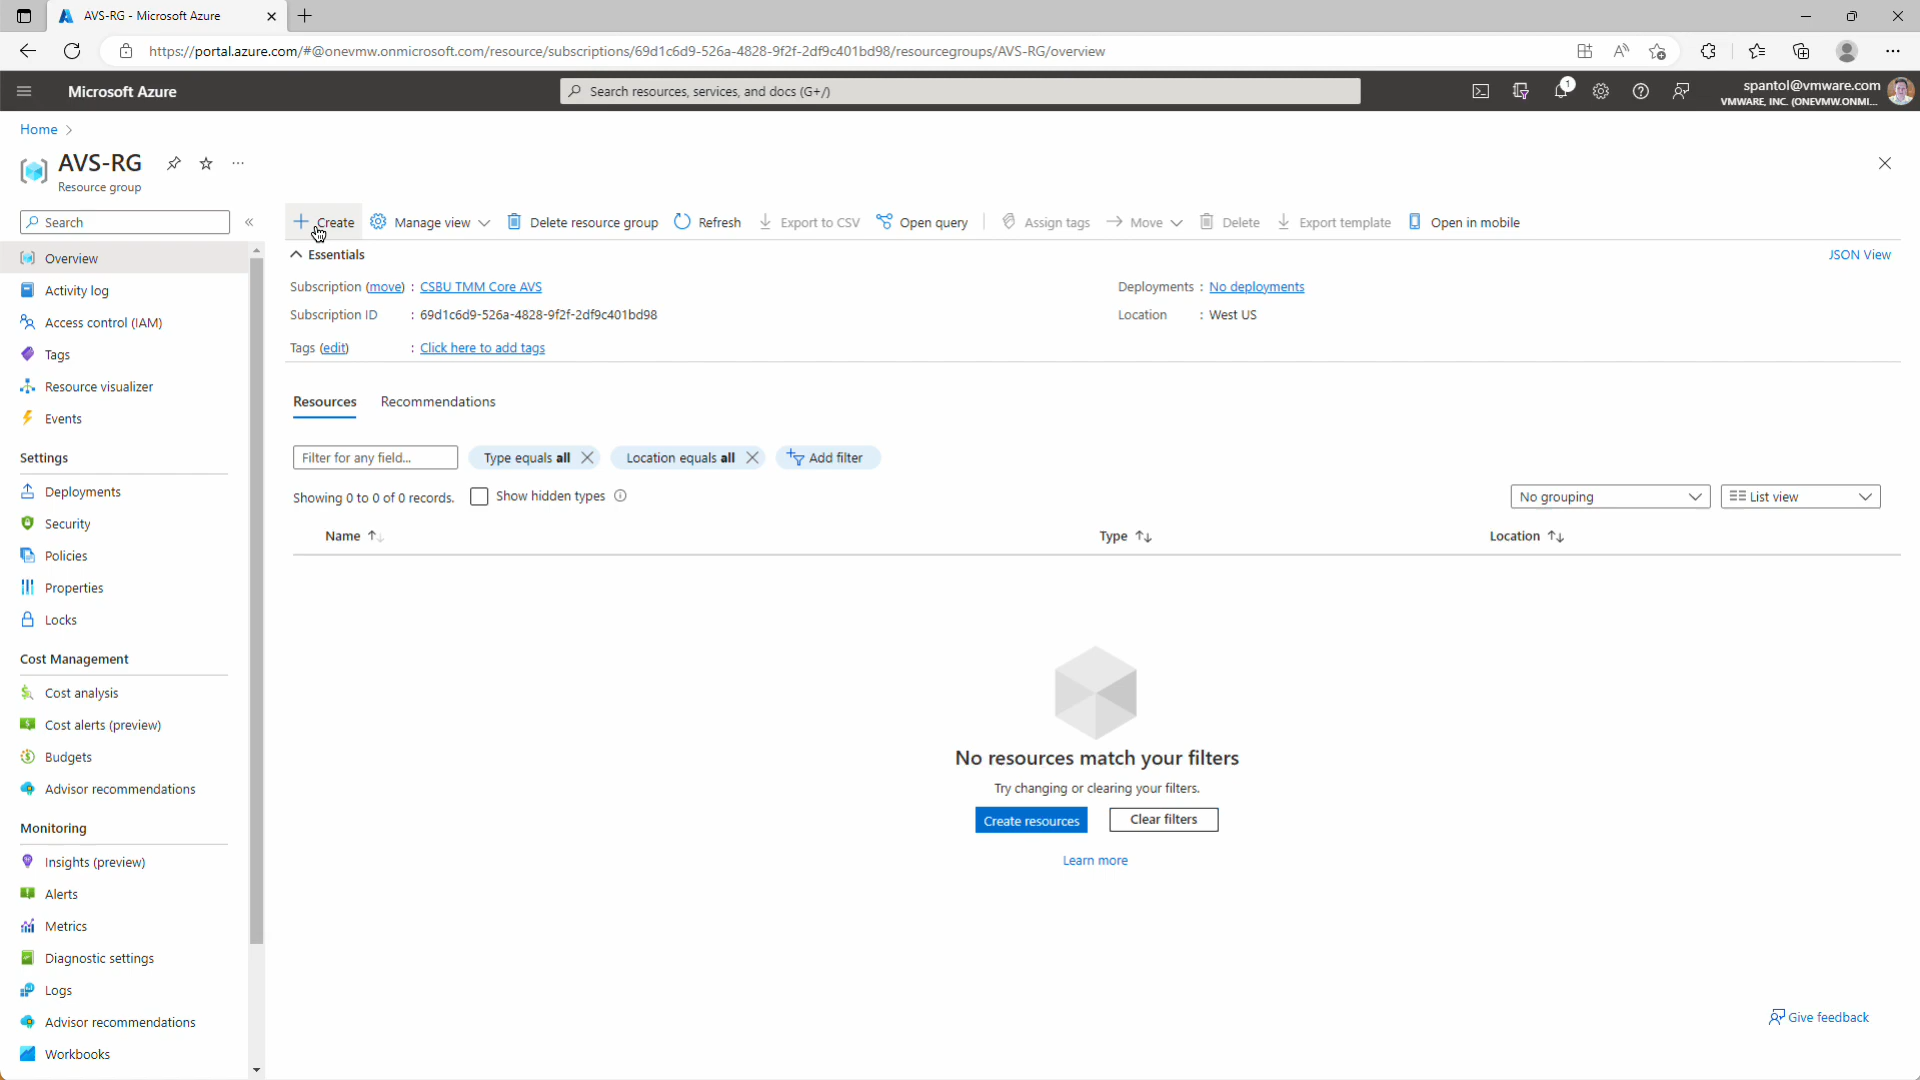 AVS-RG - Microsoft Azure
https://portal.azure.com/#@onevmw.onmicrosoft.com/resource/subscriptions/69d1c6d9-526a-4828-9f2f-2df9c401bd98/resourcegroups/AVS-RG/overview
Microsoft Azure
Search resources, services, and docs (G+/)
1
spantol@vmware.com
VMWARE, INC. (ONEVMW.ONMI...
Home
AVS-RG
Resource group
Search
Create
Manage view
Delete resource group
Refresh
Export to CSV
Open query
Assign tags
Move
Delete
Export template
Open in mobile
Overview
Activity log
Access control (IAM)
Tags
Resource visualizer
Events
Settings
Deployments
Security
Policies
Properties
Locks
Cost Management
Cost analysis
Cost alerts (preview)
Budgets
Advisor recommendations
Monitoring
Insights (preview)
Alerts
Metrics
Diagnostic settings
Logs
Advisor recommendations
Workbooks
Essentials
JSON View
Subscription (move) : CSBU TMM Core AVS
Deployments : No deployments
Subscription ID : 69d1c6d9-526a-4828-9f2f-2df9c401bd98
Location : West US
Tags (edit) : Click here to add tags
Resources
Recommendations
Filter for any field...
Type equals all
Location equals all
Add filter
Showing 0 to 0 of 0 records.
Show hidden types
No grouping
List view
Name
Type
Location
No resources match your filters
Try changing or clearing your filters.
Create resources
Clear filters
Learn more
Give feedback